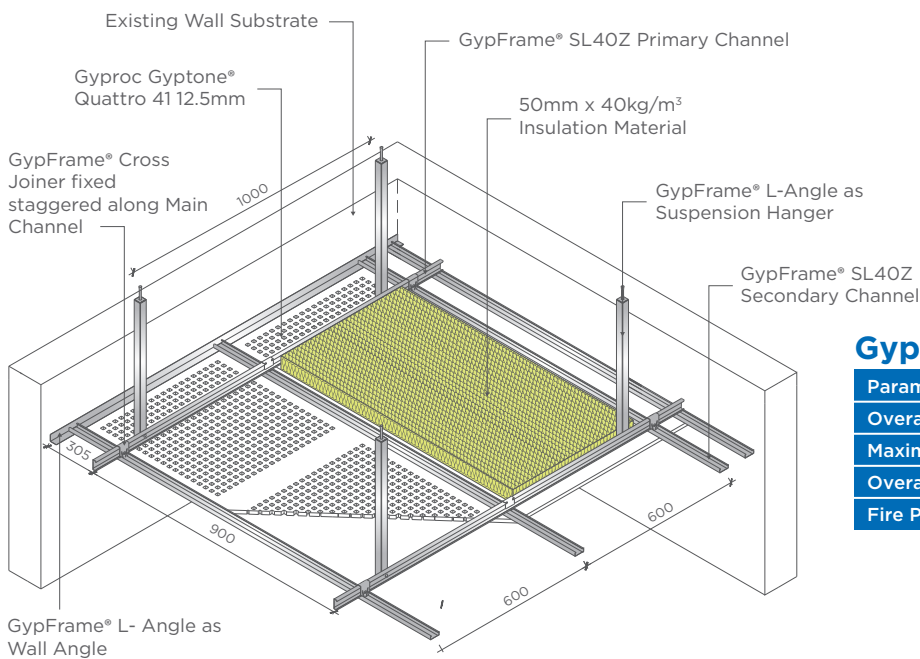 Existing Wall Substrate
GypFrame® SL40Z Primary Channel
Gyproc Gyptone®
Quattro 41 12.5mm
50mm x 40kg/m³
Insulation Material
GypFrame® Cross
Joiner fixed
staggered along Main
Channel
1000
GypFrame® L-Angle as
Suspension Hanger
GypFrame® SL40Z
Secondary Channel
305
900
600
600
GypFrame® L- Angle as
Wall Angle
Gyp
Param
Overa
Maxin
Overa
Fire P